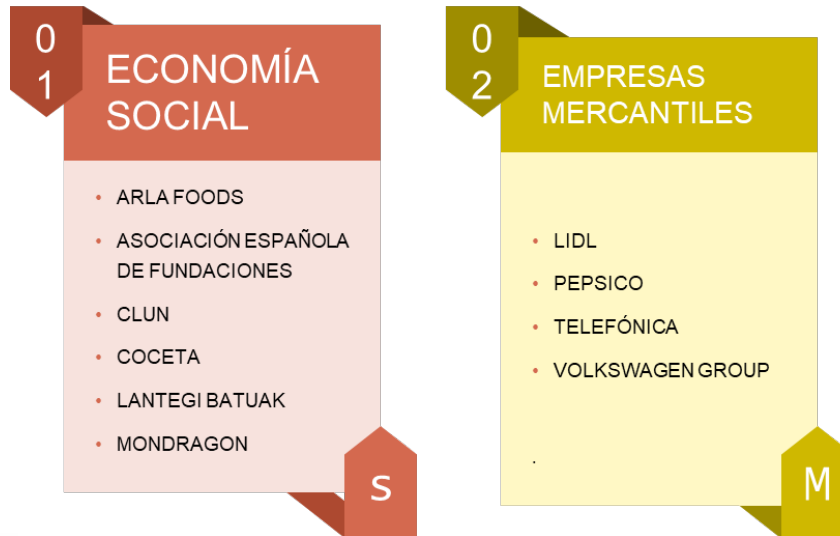 0
1
ECONOMÍA
SOCIAL
• ARLA FOODS
• ASOCIACIÓN ESPAÑOLA
DE FUNDACIONES
• CLUN
• COCETA
• LANTEGI BATUAK
• MONDRAGON
S
0
2
EMPRESAS
MERCANTILES
• LIDL
• PEPSICO
• TELEFÓNICA
• VOLKSWAGEN GROUP
.
M